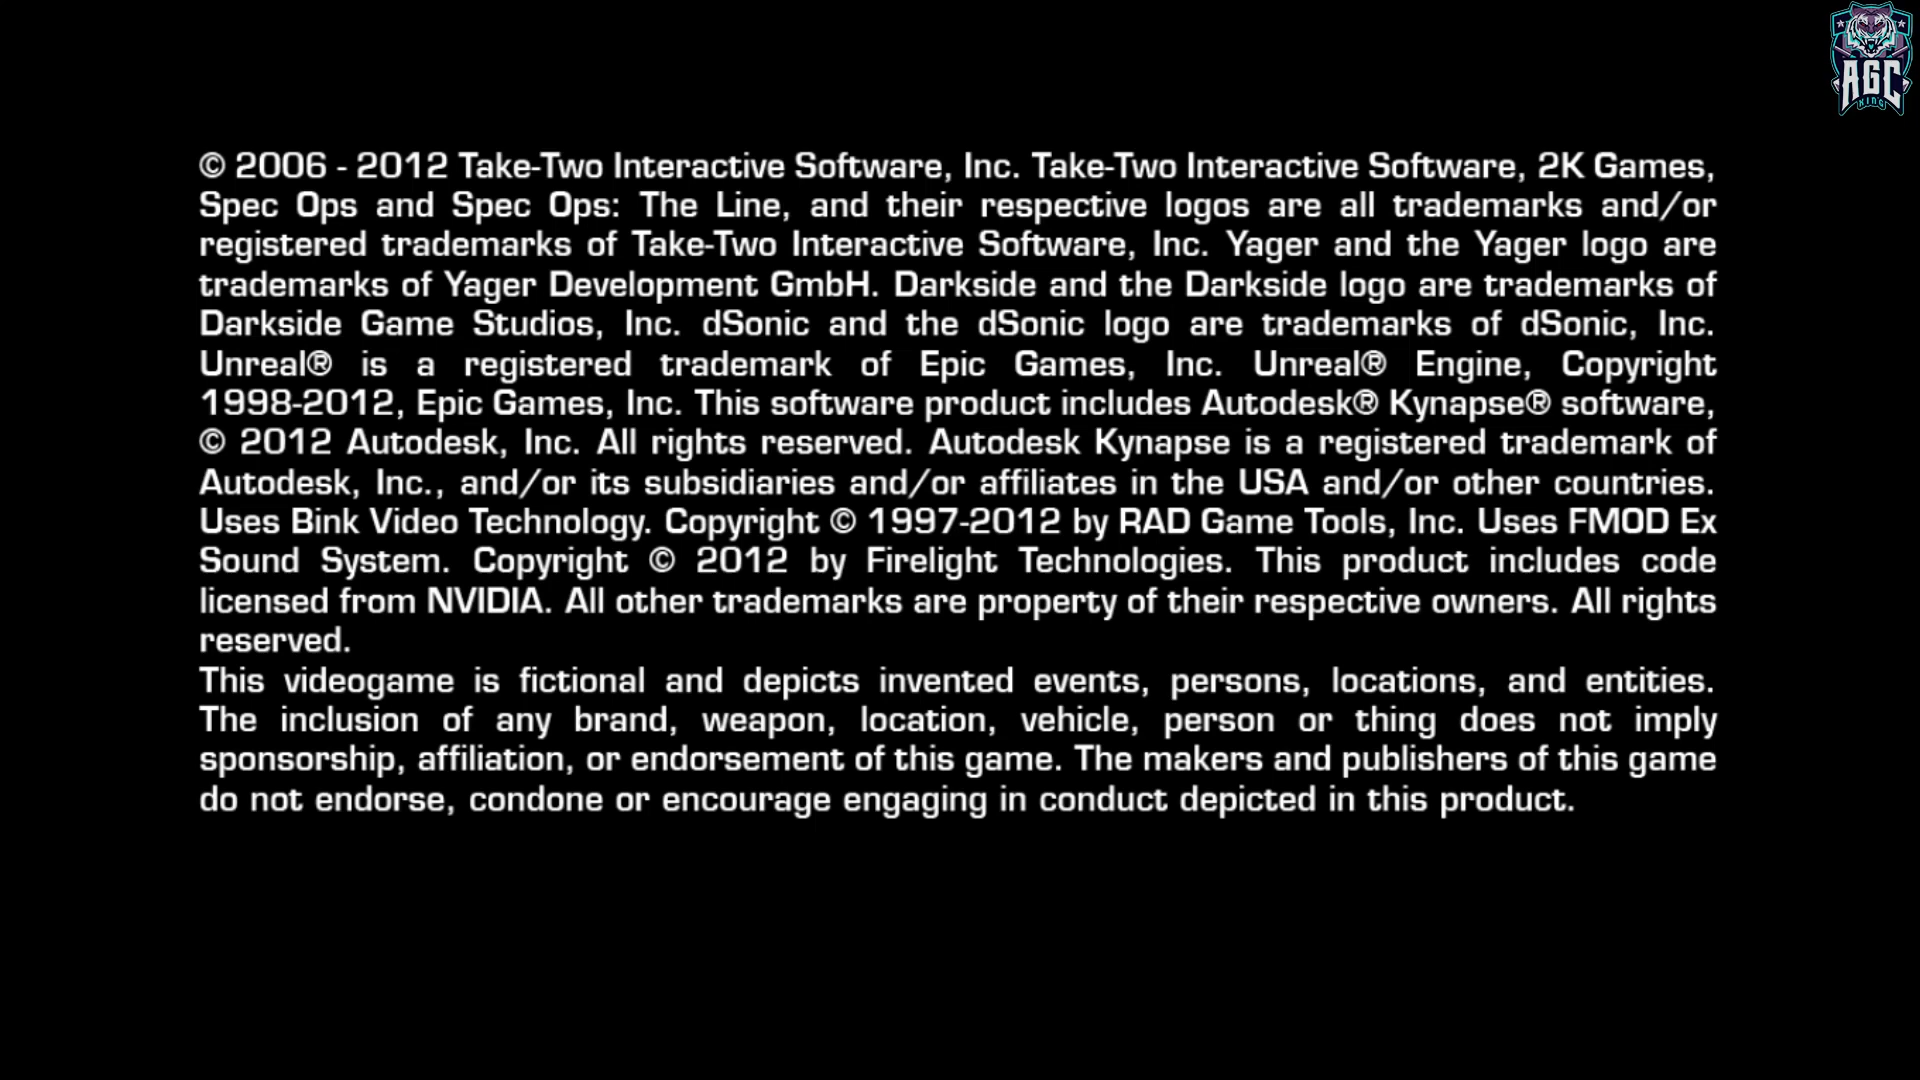 AGC
KING
© 2006 - 2012 Take-Two Interactive Software, Inc. Take-Two Interactive Software, 2K Games,
Spec Ops and Spec Ops: The Line, and their respective logos are all trademarks and/or
registered trademarks of Take-Two Interactive Software, Inc. Yager and the Yager logo are
trademarks of Yager Development GmbH. Darkside and the Darkside logo are trademarks of
Darkside Game Studios, Inc. dSonic and the dSonic logo are trademarks of dSonic, Inc.
Unreal® is a registered trademark of Epic Games, Inc. Unreal® Engine, Copyright
1998-2012, Epic Games, Inc. This software product includes Autodesk® Kynapse® software,
© 2012 Autodesk, Inc. All rights reserved. Autodesk Kynapse is a registered trademark of
Autodesk, Inc., and/or its subsidiaries and/or affiliates in the USA and/or other countries.
Uses Bink Video Technology. Copyright © 1997-2012 by RAD Game Tools, Inc. Uses FMOD Ex
Sound System. Copyright © 2012 by Firelight Technologies. This product includes code
licensed from NVIDIA. All other trademarks are property of their respective owners. All rights
reserved.
This videogame is fictional and depicts invented events, persons, locations, and entities.
The inclusion of any brand, weapon, location, vehicle, person or thing does not imply
sponsorship, affiliation, or endorsement of this game. The makers and publishers of this game
do not endorse, condone or encourage engaging in conduct depicted in this product.